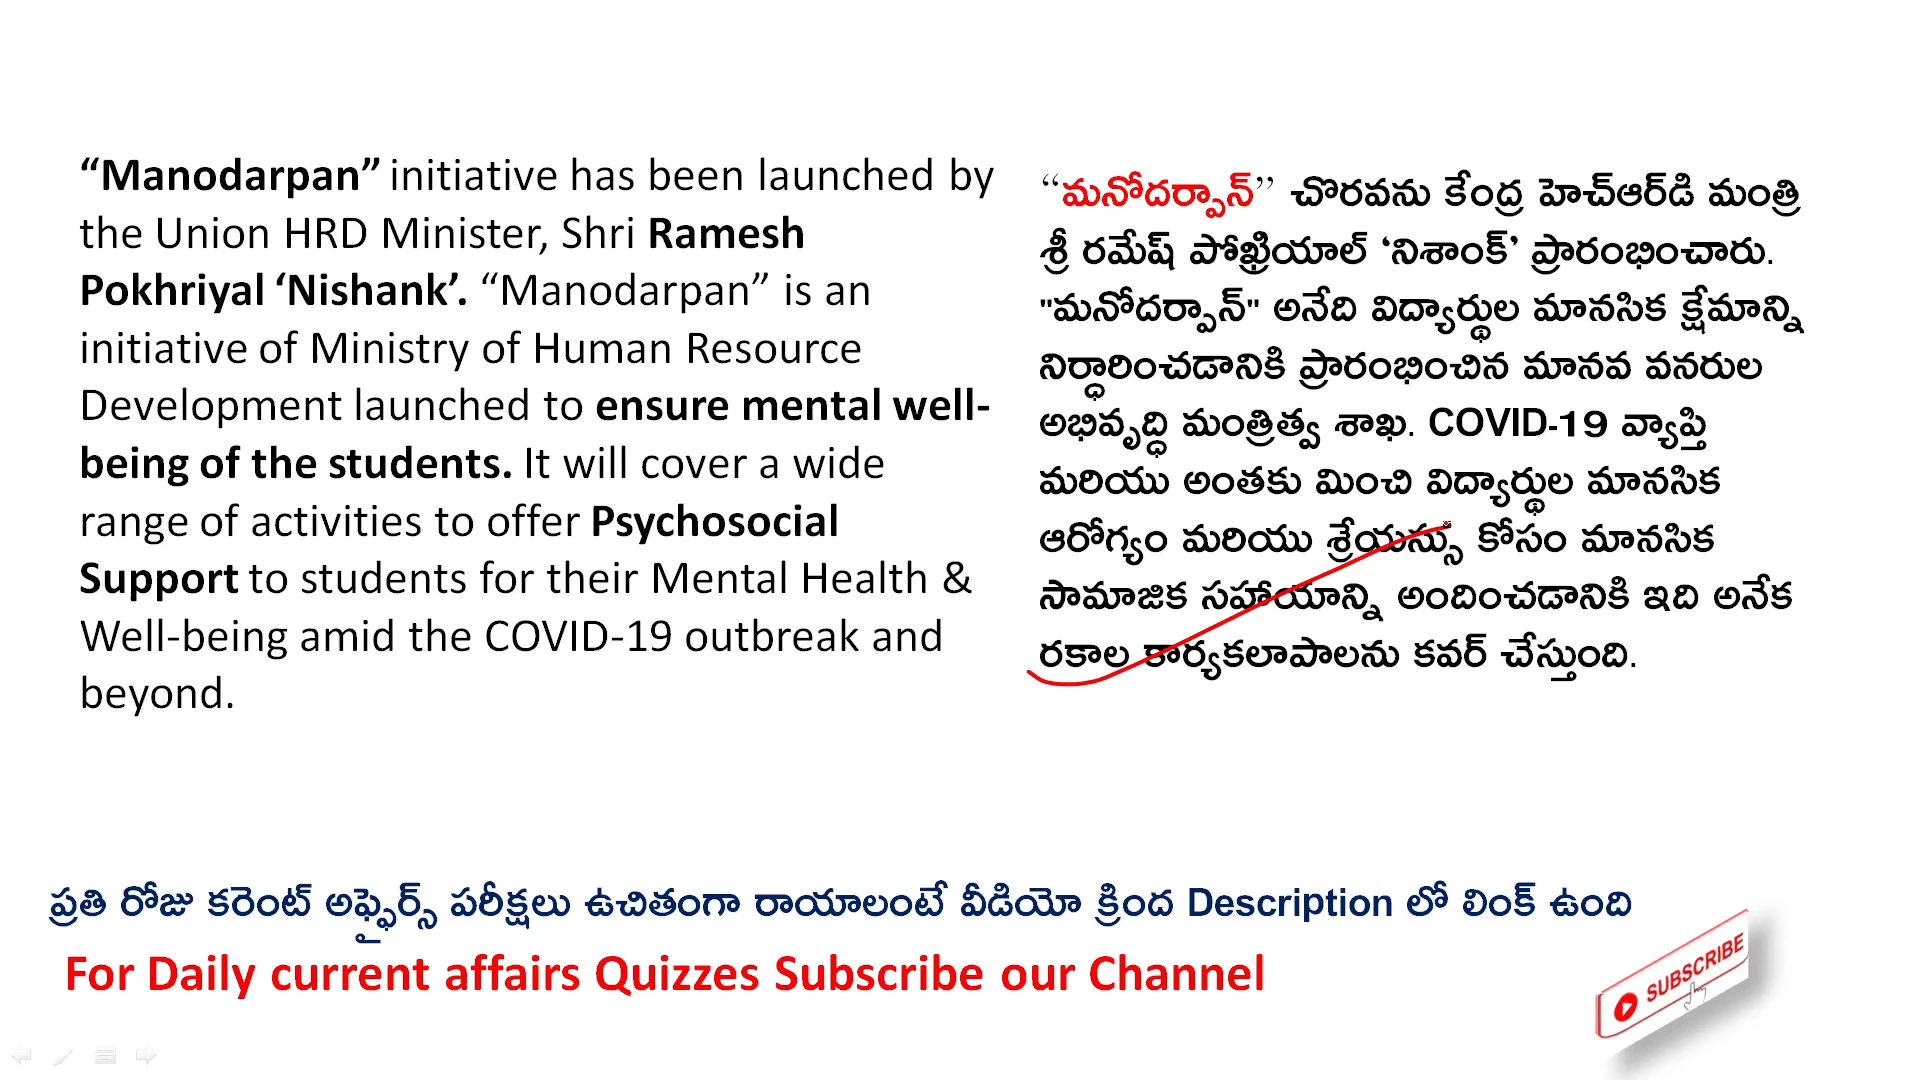 “Manodarpan” initiative has been launched by
the Union HRD Minister, Shri Ramesh
Pokhriyal ‘Nishank’. “Manodarpan” is an
initiative of Ministry of Human Resource
Development launched to ensure mental well-
being of the students. It will cover a wide
range of activities to offer Psychosocial
Support to students for their Mental Health &
Well-being amid the COVID-19 outbreak and
beyond.
“మనోదర్పాన్” చొరవను కేంద్ర హెచ్ఆర్‌డి మంత్రి
శ్రీ రమేష్ పోఖ్రియాల్ ‘నిశాంక్’ ప్రారంభించారు.
"మనోదర్పాన్" అనేది విద్యార్థుల మానసిక క్షేమాన్ని
నిర్ధారించడానికి ప్రారంభించిన మానవ వనరుల
అభివృద్ధి మంత్రిత్వ శాఖ. COVID-19 వ్యాప్తి
మరియు అంతకు మించి విద్యార్థుల మానసిక
ఆరోగ్యం మరియు శ్రేయస్సు కోసం మానసిక
సామాజిక సహాయాన్ని అందించడానికి ఇది అనేక
రకాల కార్యకలాపాలను కవర్ చేస్తుంది.
ప్రతి రోజు కరెంట్ అఫ్ఫైర్స్ పరీక్షలు ఉచితంగా రాయాలంటే వీడియో క్రింద Description లో లింక్ ఉంది
For Daily current affairs Quizzes Subscribe our Channel
SUBSCRIBE